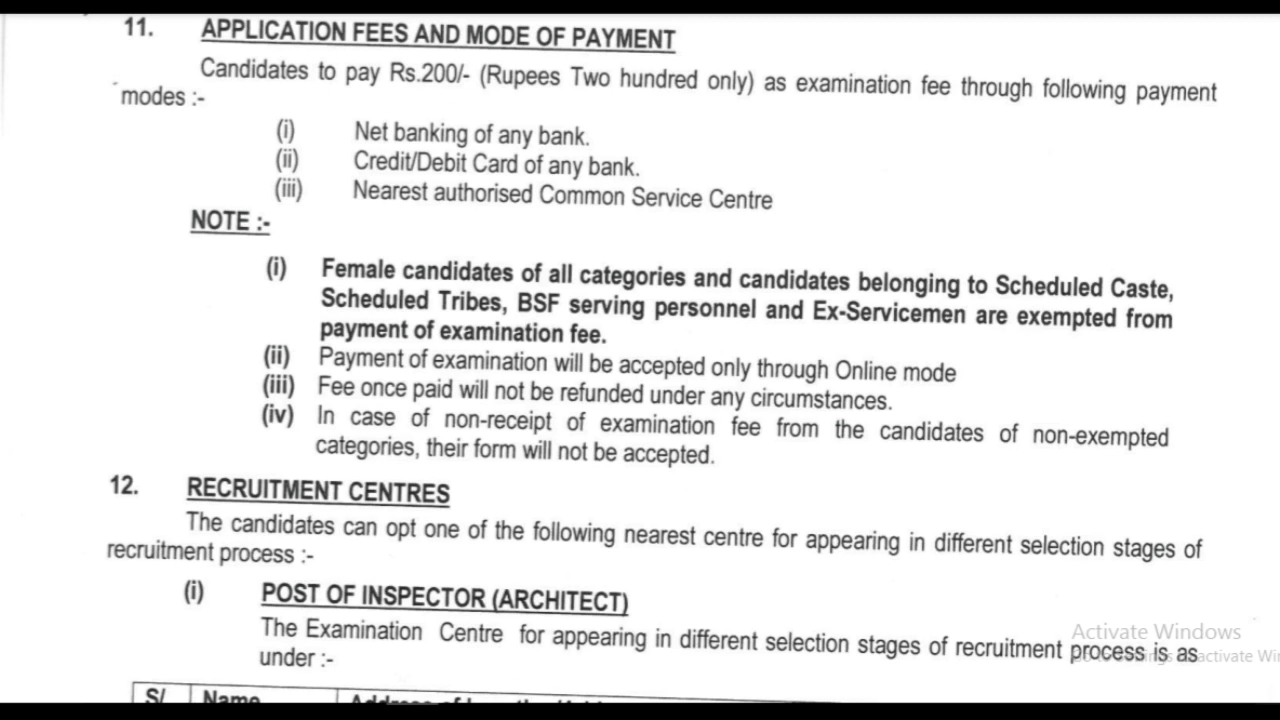 11. APPLICATION FEES AND MODE OF PAYMENT
Candidates to pay Rs.200/- (Rupees Two hundred only) as examination fee through following payment
modes :-
(i) Net banking of any bank.
(ii) Credit/Debit Card of any bank.
(iii) Nearest authorised Common Service Centre
NOTE :-
(i) Female candidates of all categories and candidates belonging to Scheduled Caste,
Scheduled Tribes, BSF serving personnel and Ex-Servicemen are exempted from
payment of examination fee.
(ii) Payment of examination will be accepted only through Online mode
(iii) Fee once paid will not be refunded under any circumstances.
(iv) In case of non-receipt of examination fee from the candidates of non-exempted
categories, their form will not be accepted.
12. RECRUITMENT CENTRES
The candidates can opt one of the following nearest centre for appearing in different selection stages of
recruitment process :-
(i) POST OF INSPECTOR (ARCHITECT)
The Examination Centre for appearing in different selection stages of recruitment process is as
under :-
Activate Windows
S/ Name